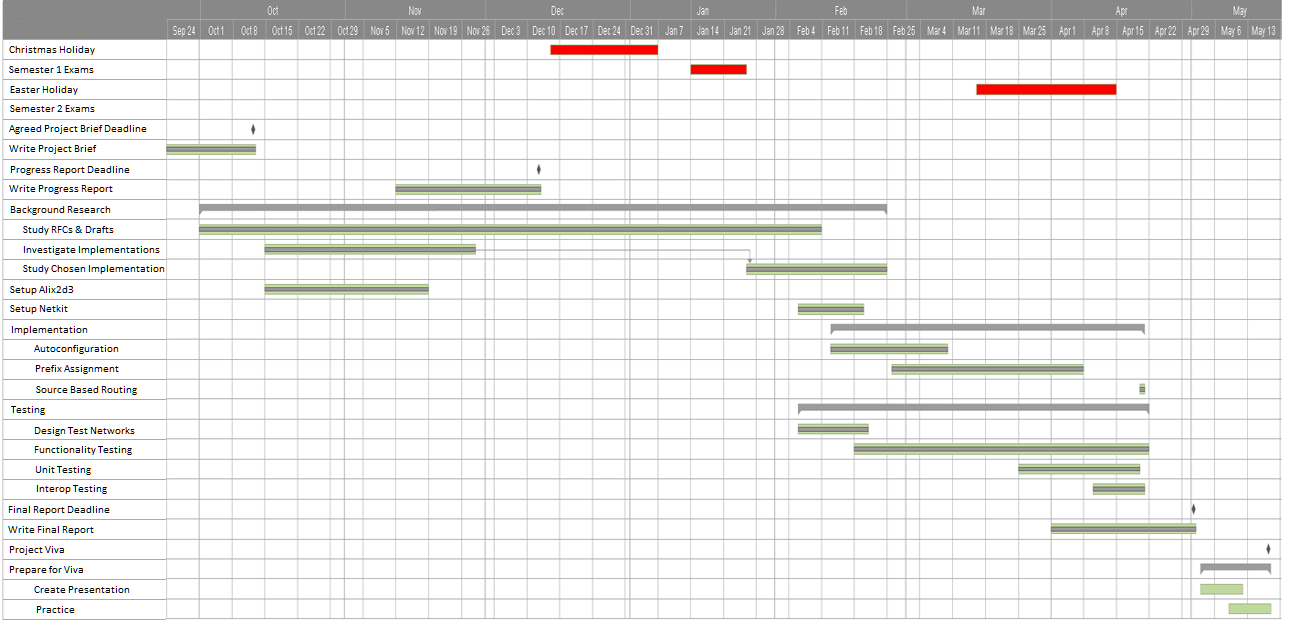 Oct Nov Dec Jan Feb Mar Apr May
Sep 24 Oct 1 Oct 8 Oct 15 Oct 22 Oct 29 Nov 5 Nov 12 Nov 19 Nov 26 Dec 3 Dec 10 Dec 17 Dec 24 Dec 31 Jan 7 Jan 14 Jan 21 Jan 28 Feb 4 Feb 11 Feb 18 Feb 25 Mar 4 Mar 11 Mar 18 Mar 25 Apr 1 Apr 8 Apr 15 Apr 22 Apr 29 May 6 May 13
Christmas Holiday
Semester 1 Exams
Easter Holiday
Semester 2 Exams
Agreed Project Brief Deadline
Write Project Brief
Progress Report Deadline
Write Progress Report
Background Research
Study RFCs & Drafts
Investigate Implementations
Study Chosen Implementation
Setup Alix2d3
Setup Netkit
Implementation
Autoconfiguration
Prefix Assignment
Source Based Routing
Testing
Design Test Networks
Functionality Testing
Unit Testing
Interop Testing
Final Report Deadline
Write Final Report
Project Viva
Prepare for Viva
Create Presentation
Practice